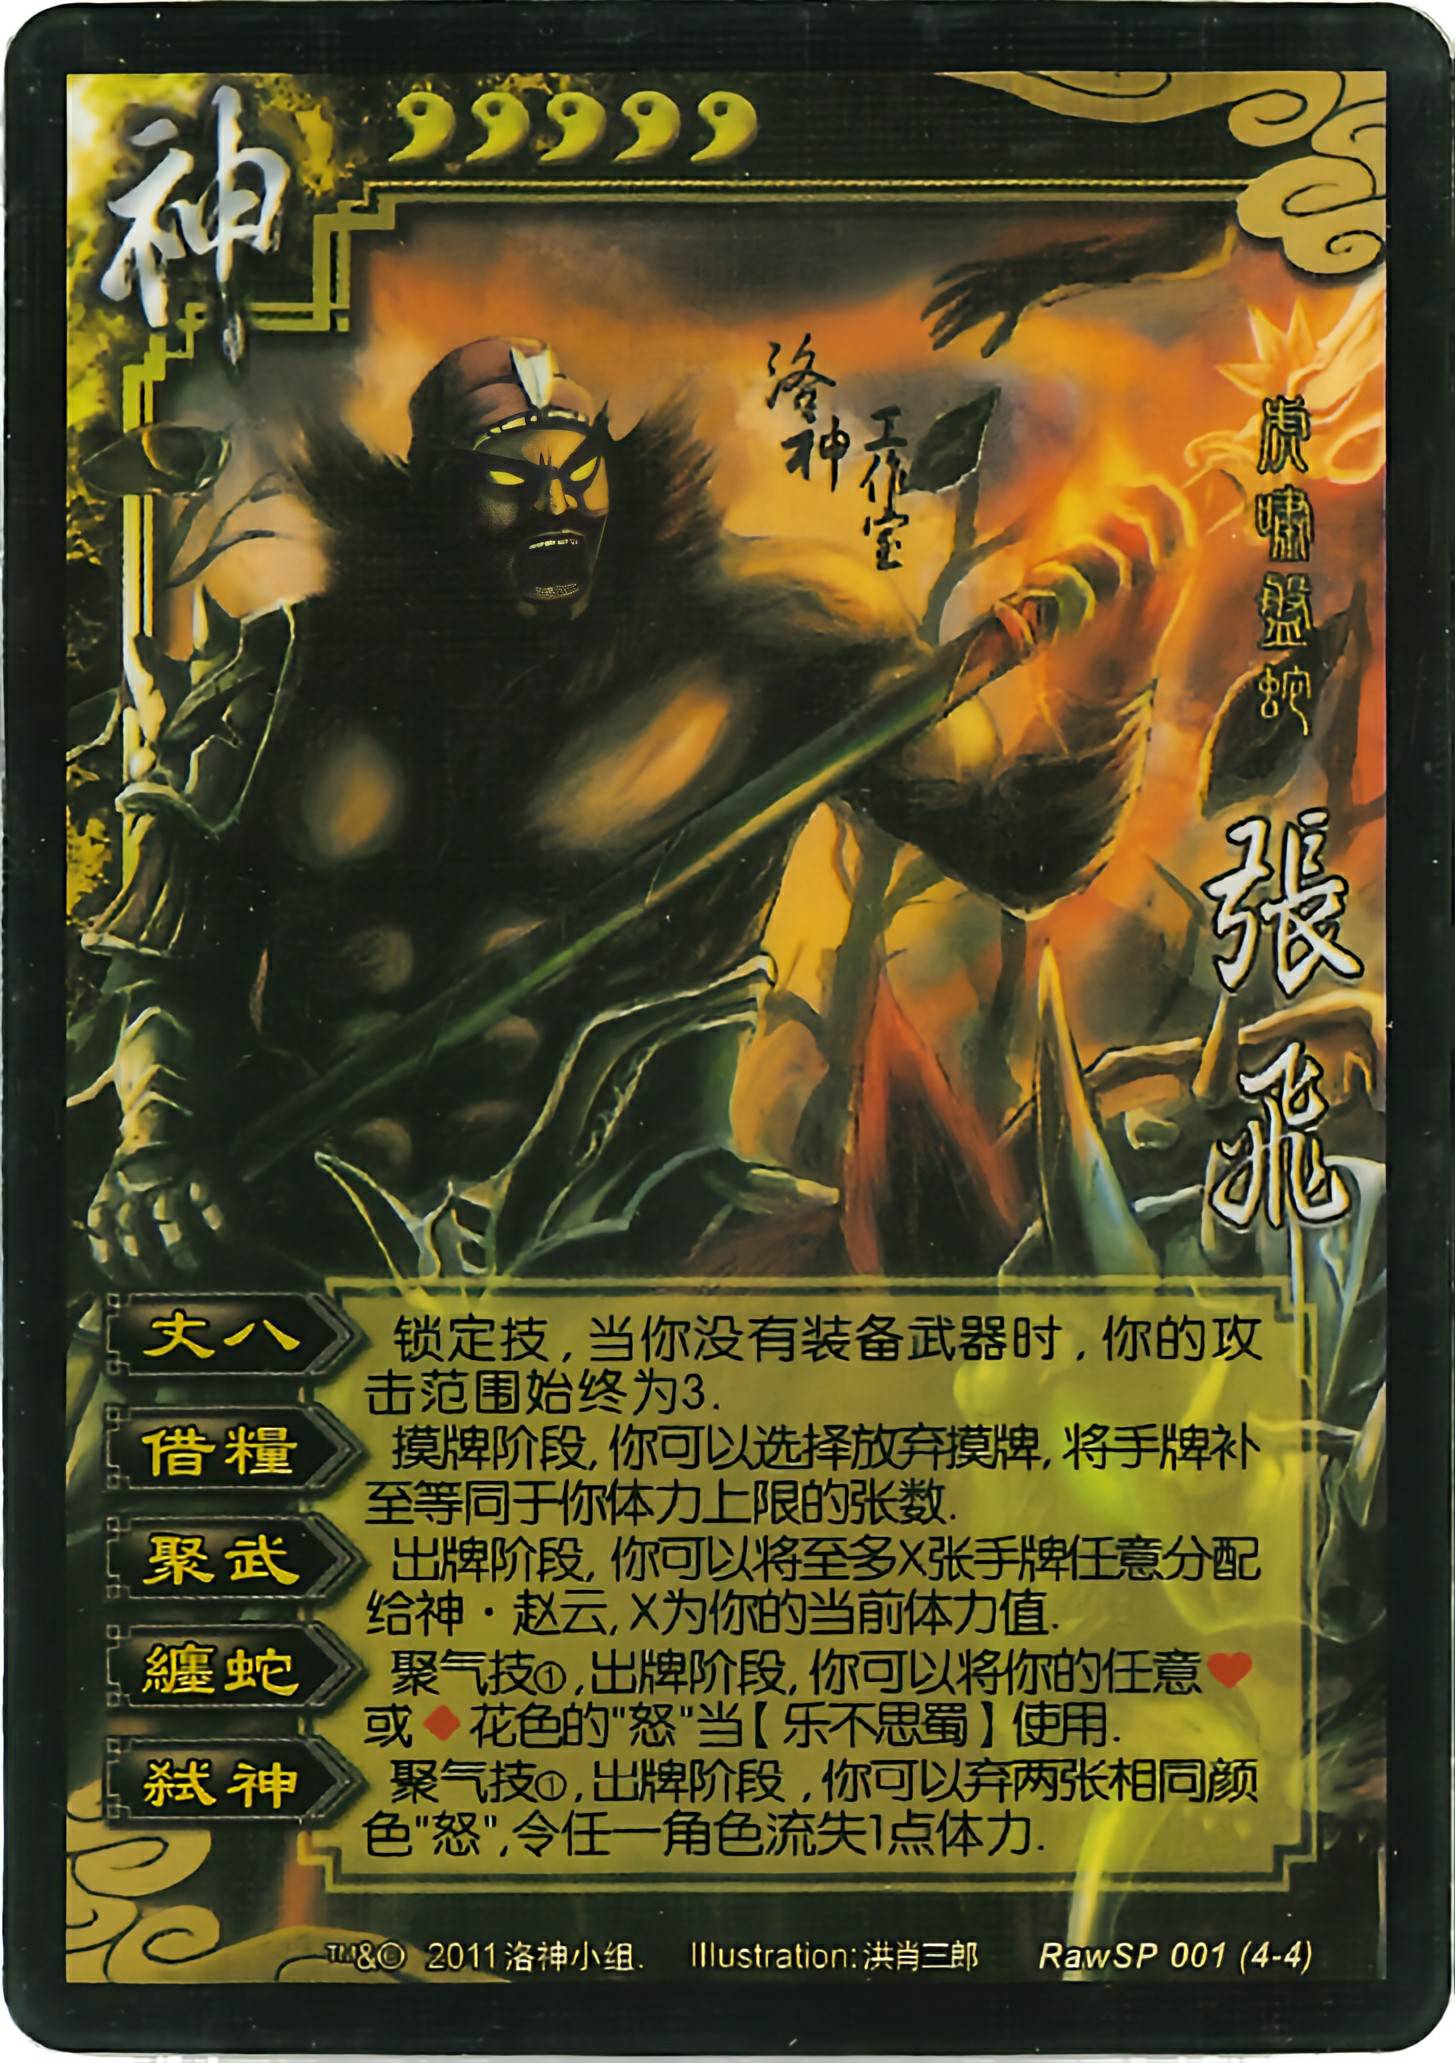 神
洛神
工作室
虎嘯盤蛇
張飛
丈八
锁定技，当你没有装备武器时，你的攻
击范围始终为3.
借糧
摸牌阶段,你可以选择放弃摸牌,将手牌补
至等同于你体力上限的张数.
聚武
出牌阶段,你可以将至多X张手牌任意分配
给神·赵云,X为你的当前体力值.
纏蛇
聚气技①,出牌阶段,你可以将你的任意♥
或♦花色的"怒"当【乐不思蜀】使用.
弑神
聚气技①,出牌阶段,你可以弃两张相同颜
色"怒",令任一角色流失1点体力.
™&© 2011洛神小组. Illustration:洪肖三郎 RawSP 001 (4-4)